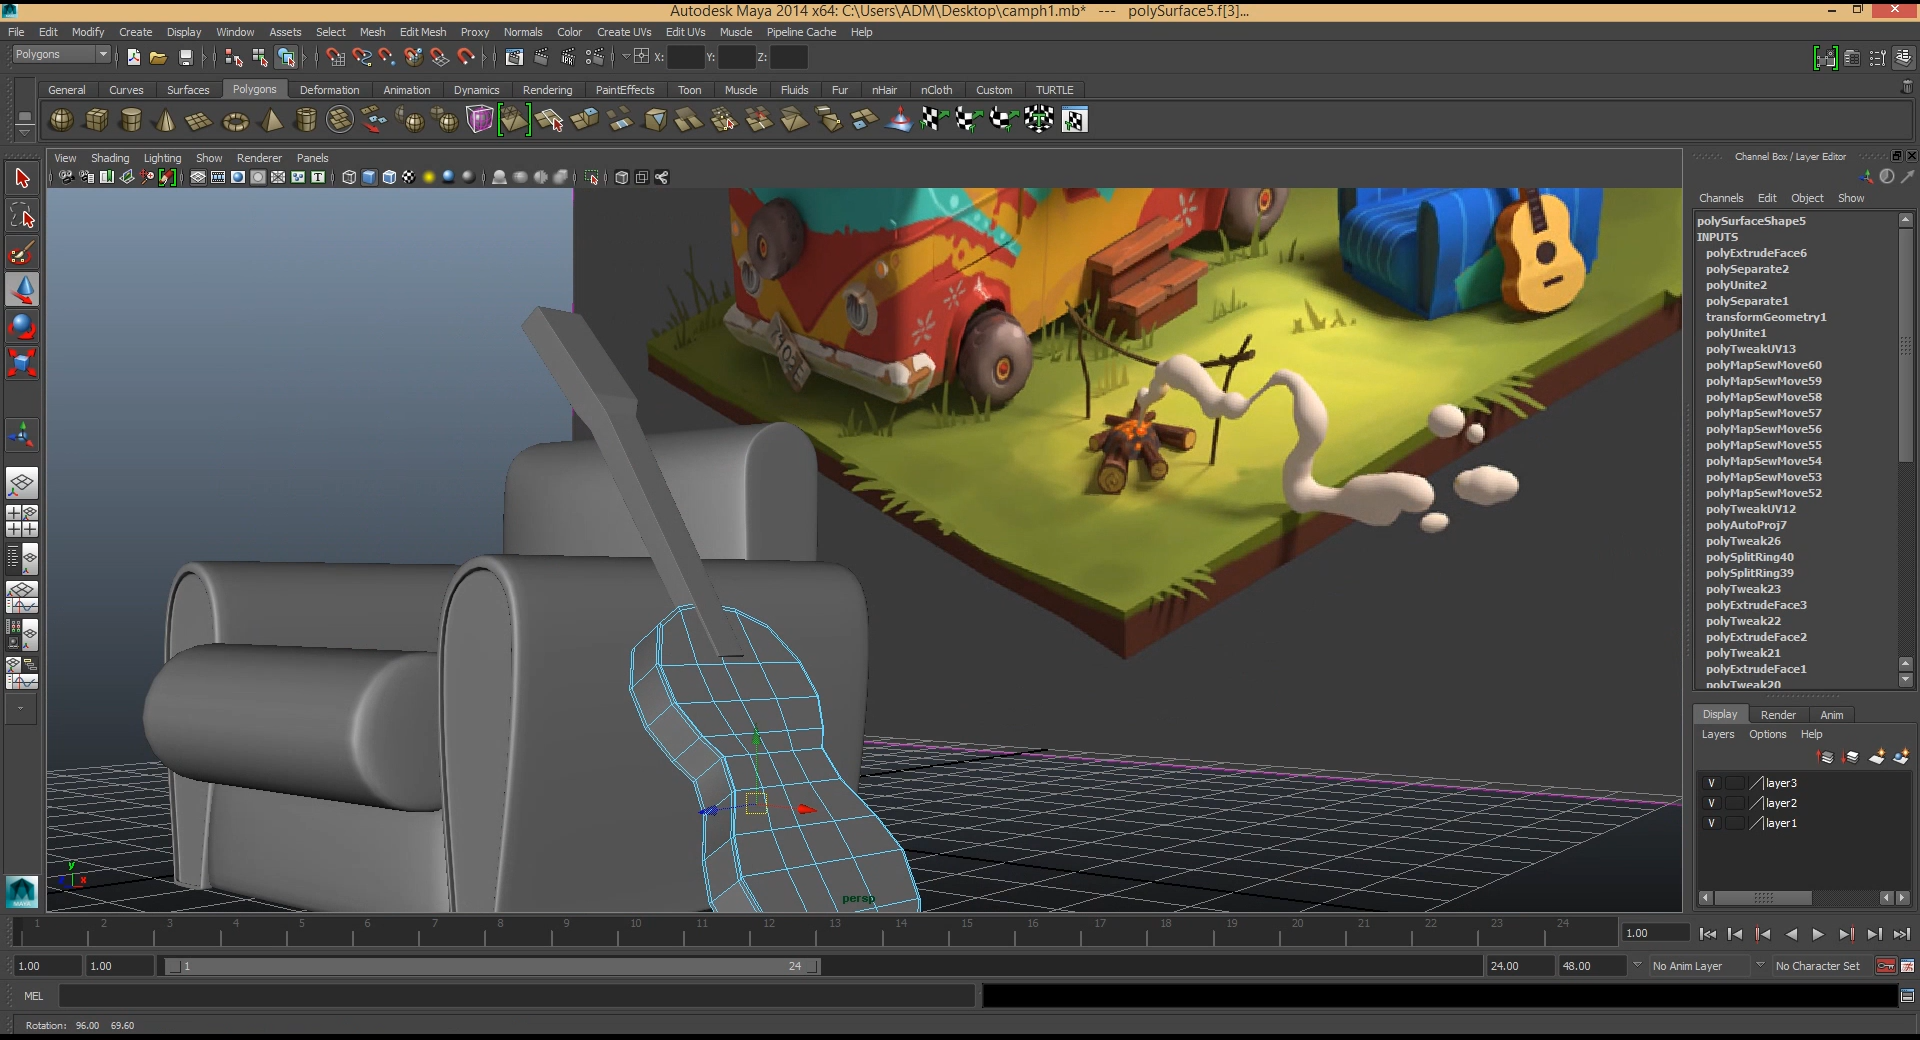 Autodesk Maya 2014 x64: C:\Users\ADM\Desktop\camph1.mb* --- polySurface5.f[3]...
File Edit Modify Create Display Window Assets Select Mesh Edit Mesh Proxy Normals Color Create UVs Edit UVs Muscle Pipeline Cache Help
Polygons X: Y: Z:
General Curves Surfaces Polygons Deformation Animation Dynamics Rendering PaintEffects Toon Muscle Fluids Fur nHair nCloth Custom TURTLE
View Shading Lighting Show Renderer Panels
Channel Box / Layer Editor
Channels Edit Object Show
polySurfaceShape5
INPUTS
polyExtrudeFace6
polySeparate2
polyUnite2
polySeparate1
transformGeometry1
polyUnite1
polyTweakUV13
polyMapSewMove60
polyMapSewMove59
polyMapSewMove58
polyMapSewMove57
polyMapSewMove56
polyMapSewMove55
polyMapSewMove54
polyMapSewMove53
polyMapSewMove52
polyTweakUV12
polyAutoProj7
polyTweak26
polySplitRing40
polySplitRing39
polyTweak23
polyExtrudeFace3
polyTweak22
polyExtrudeFace2
polyTweak21
polyExtrudeFace1
polyTweak20
Display Render Anim
Layers Options Help
V layer3
V layer2
V layer1
y
x
persp
1 2 3 4 5 6 7 8 9 10 11 12 13 14 15 16 17 18 19 20 21 22 23 24 1.00
1.00 1.00 1 24 24.00 48.00 No Anim Layer No Character Set
MEL
Rotation: 96.00 69.60